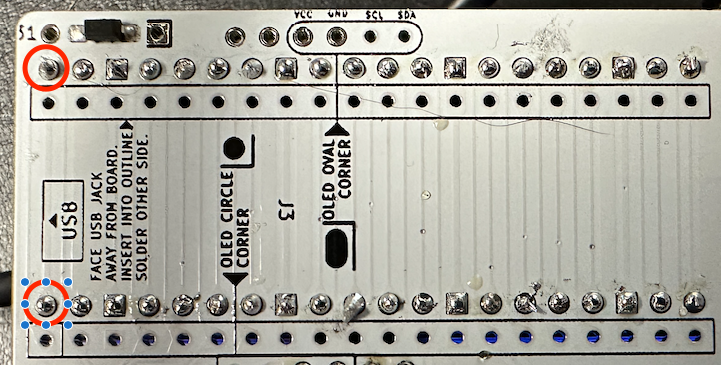 S1
VCC GND SCL SDA
USB
FACE USB JACK
AWAY FROM BOARD.
INSERT INTO OUTLINE
SOLDER OTHER SIDE.
OLED CIRCLE
CORNER
J3
OLED OVAL
CORNER